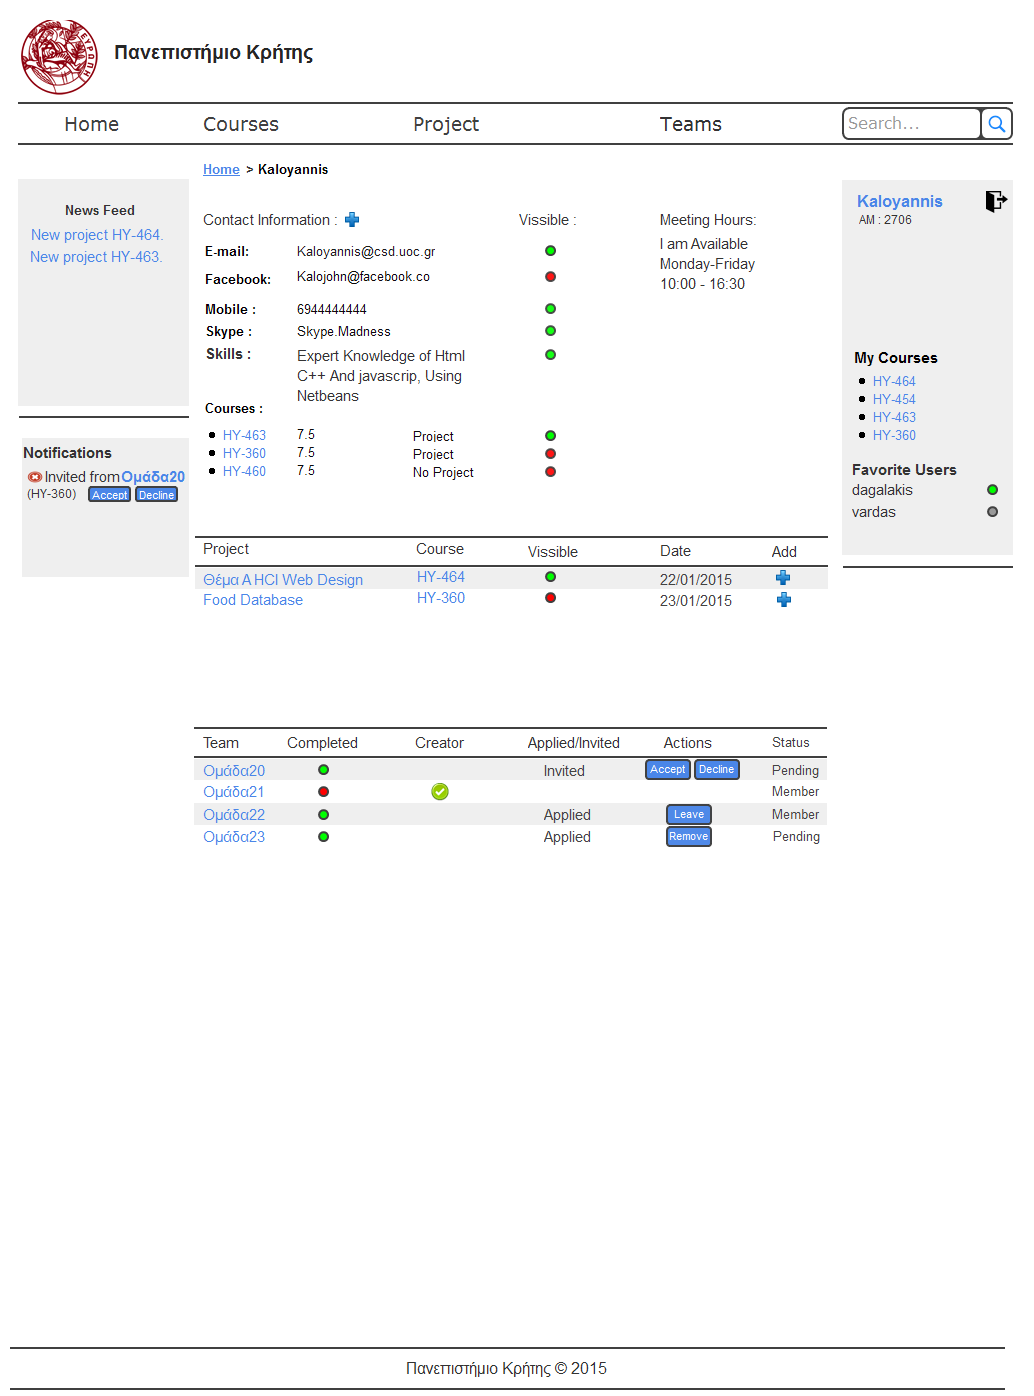 ΕΥΡΩΠΗ
Πανεπιστήμιο Κρήτης
Home Courses Project Teams Search...
Home > Kaloyannis
News Feed
New project HY-464.
New project HY-463.
Notifications
Invited from Ομάδα20
(HY-360) Accept Decline
Contact Information : Vissible : Meeting Hours:
E-mail: Kaloyannis@csd.uoc.gr
Facebook: Kalojohn@facebook.co
Mobile : 6944444444
Skype : Skype.Madness
Skills : Expert Knowledge of Html
C++ And javascrip, Using
Netbeans
I am Available
Monday-Friday
10:00 - 16:30
Courses :
HY-463 7.5 Project
HY-360 7.5 Project
HY-460 7.5 No Project
Kaloyannis
AM : 2706
My Courses
HY-464
HY-454
HY-463
HY-360
Favorite Users
dagalakis
vardas
Project Course Vissible Date Add
Θέμα Α HCI Web Design HY-464 22/01/2015
Food Database HY-360 23/01/2015
Team Completed Creator Applied/Invited Actions Status
Ομάδα20 Invited Accept Decline Pending
Ομάδα21 Member
Ομάδα22 Applied Leave Member
Ομάδα23 Applied Remove Pending
Πανεπιστήμιο Κρήτης © 2015